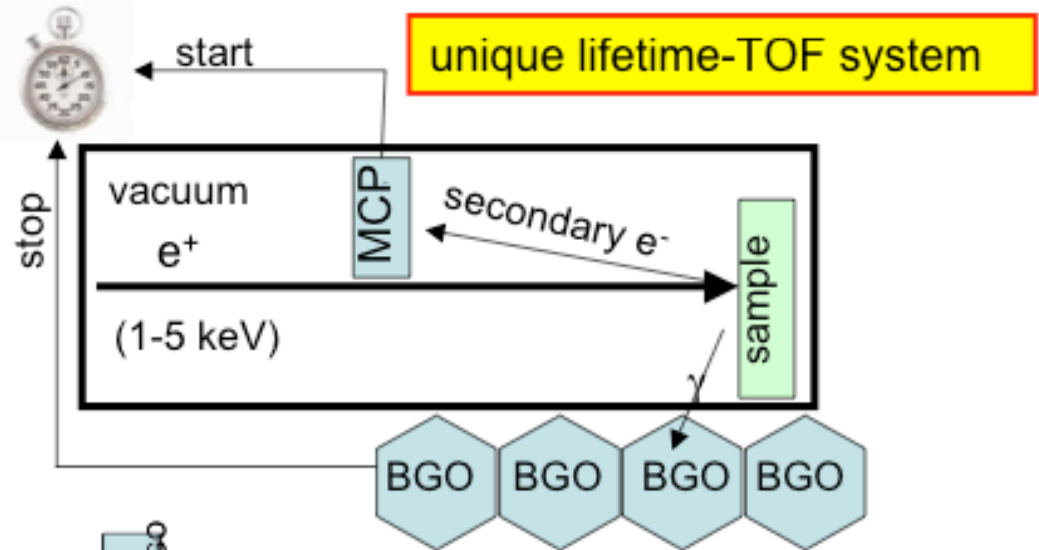 start
unique lifetime-TOF system
stop
vacuum
MCP
secondary e-
e+
(1-5 keV)
sample
γ
BGO BGO BGO BGO